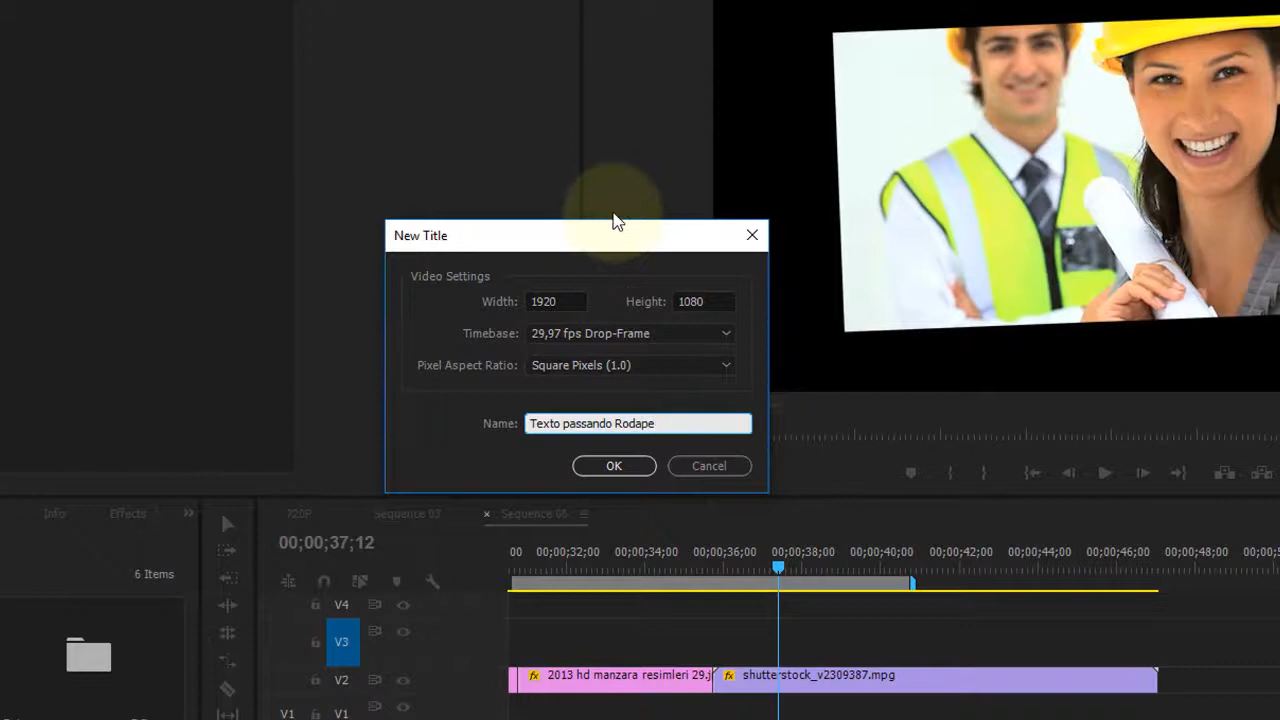 New Title
Video Settings
Width: 1920 Height: 1080
Timebase: 29,97 fps Drop-Frame
Pixel Aspect Ratio: Square Pixels (1.0)
Name: Texto passando Rodape
OK Cancel
Info Effects
720P Sequence 03 Sequence 06
00;00;37;12
00 00;00;32;00 00;00;34;00 00;00;36;00 00;00;38;00 00;00;40;00 00;00;42;00 00;00;44;00 00;00;46;00 00;00;48;00
6 Items
V4
V3
V2 fx 2013 hd manzara resimleri 29.j fx shutterstock_v2309387.mpg
V1 V1